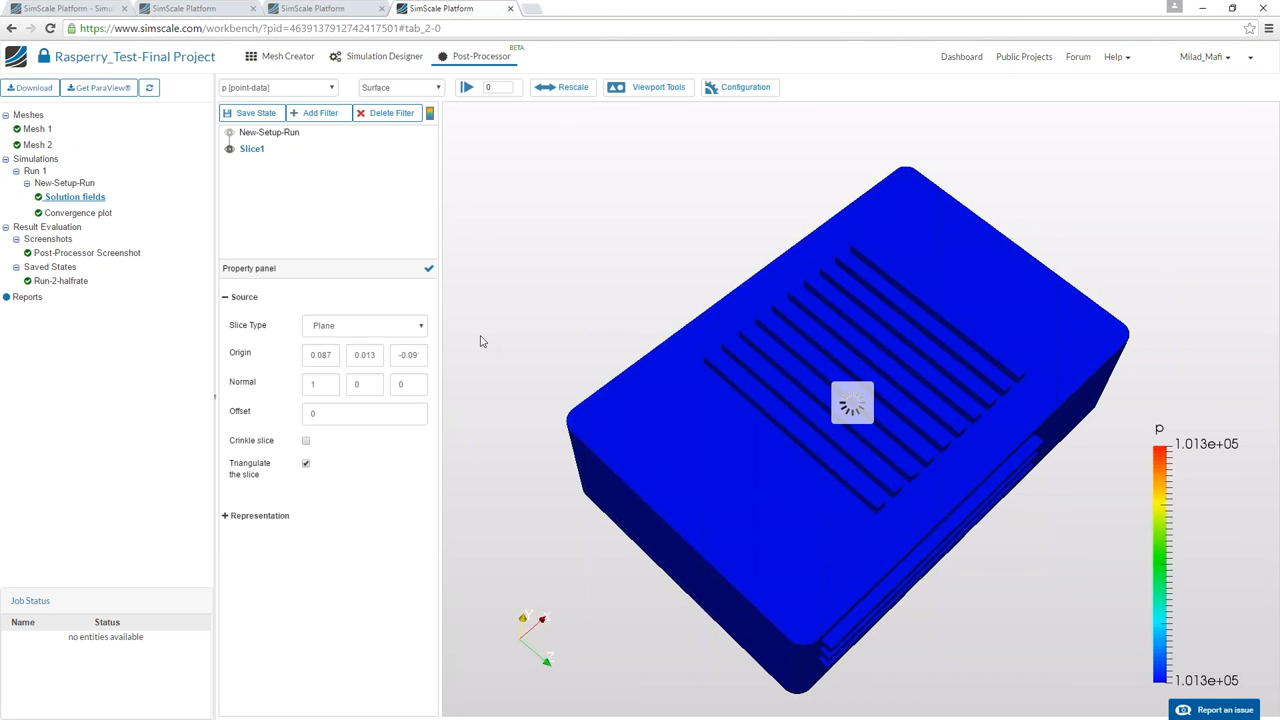 SimScale Platform - Simula
SimScale Platform
SimScale Platform
SimScale Platform
https://www.simscale.com/workbench/?pid=4639137912742417501#tab_2-0
Rasperry_Test-Final Project
Mesh Creator
Simulation Designer
Post-Processor
BETA
Dashboard
Public Projects
Forum
Help
Milad_Mafi
Download
Get ParaView®
p [point-data]
Surface
0
Rescale
Viewport Tools
Configuration
Save State
Add Filter
Delete Filter
Meshes
Mesh 1
Mesh 2
Simulations
Run 1
New-Setup-Run
Solution fields
Convergence plot
Result Evaluation
Screenshots
Post-Processor Screenshot
Saved States
Run-2-halfrate
Reports
New-Setup-Run
Slice1
Property panel
Source
Slice Type
Plane
Origin
0.087
0.013
-0.09
Normal
1
0
0
Offset
0
Crinkle slice
Triangulate
the slice
Representation
p
1.013e+05
1.013e+05
Y
X
Z
Job Status
Name
Status
no entities available
Report an issue